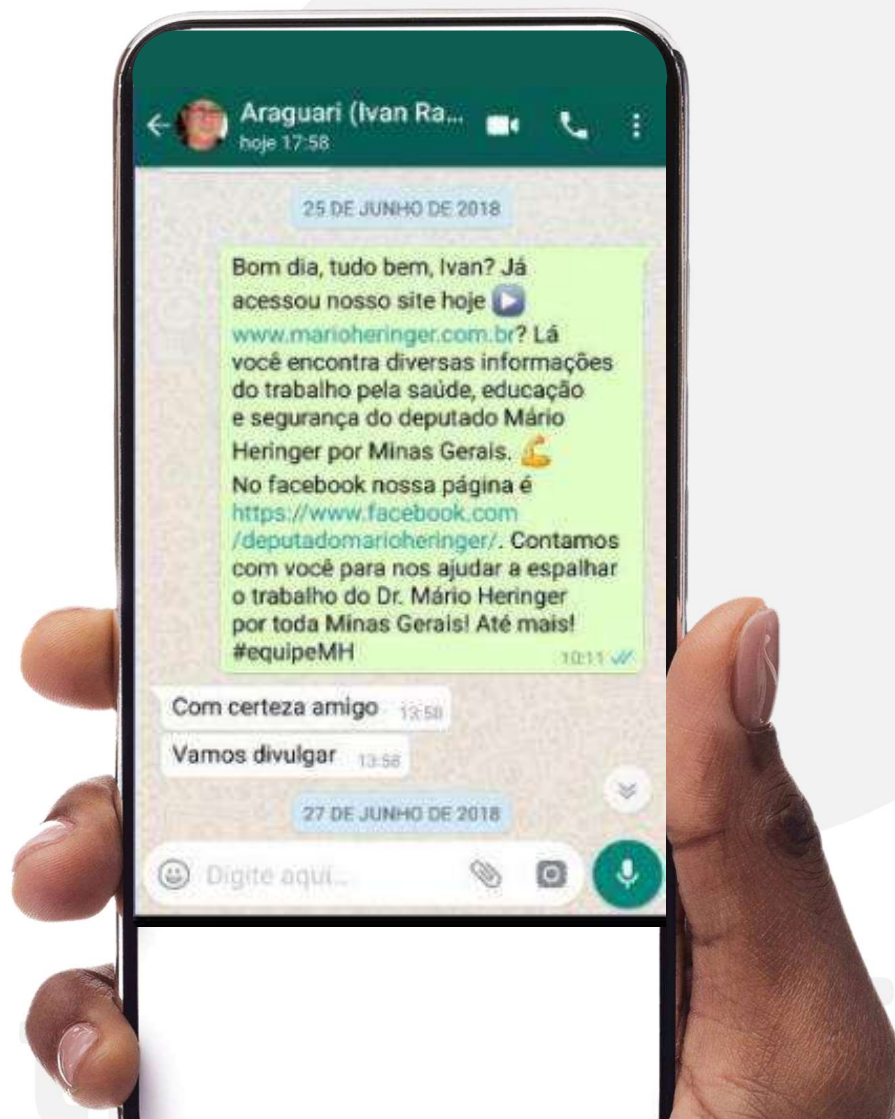 Araguari (Ivan Ra...
hoje 17:58
25 DE JUNHO DE 2018
Bom dia, tudo bem, Ivan? Já
acessou nosso site hoje
www.marioheringer.com.br? Lá
você encontra diversas informações
do trabalho pela saúde, educação
e segurança do deputado Mário
Heringer por Minas Gerais.
No facebook nossa página é
https://www.facebook.com
/deputadomarioheringer/. Contamos
com você para nos ajudar a espalhar
o trabalho do Dr. Mário Heringer
por toda Minas Gerais! Até mais!
#equipeMH 10:11
Com certeza amigo 13:58
Vamos divulgar 13:58
27 DE JUNHO DE 2018
Digite aqui...